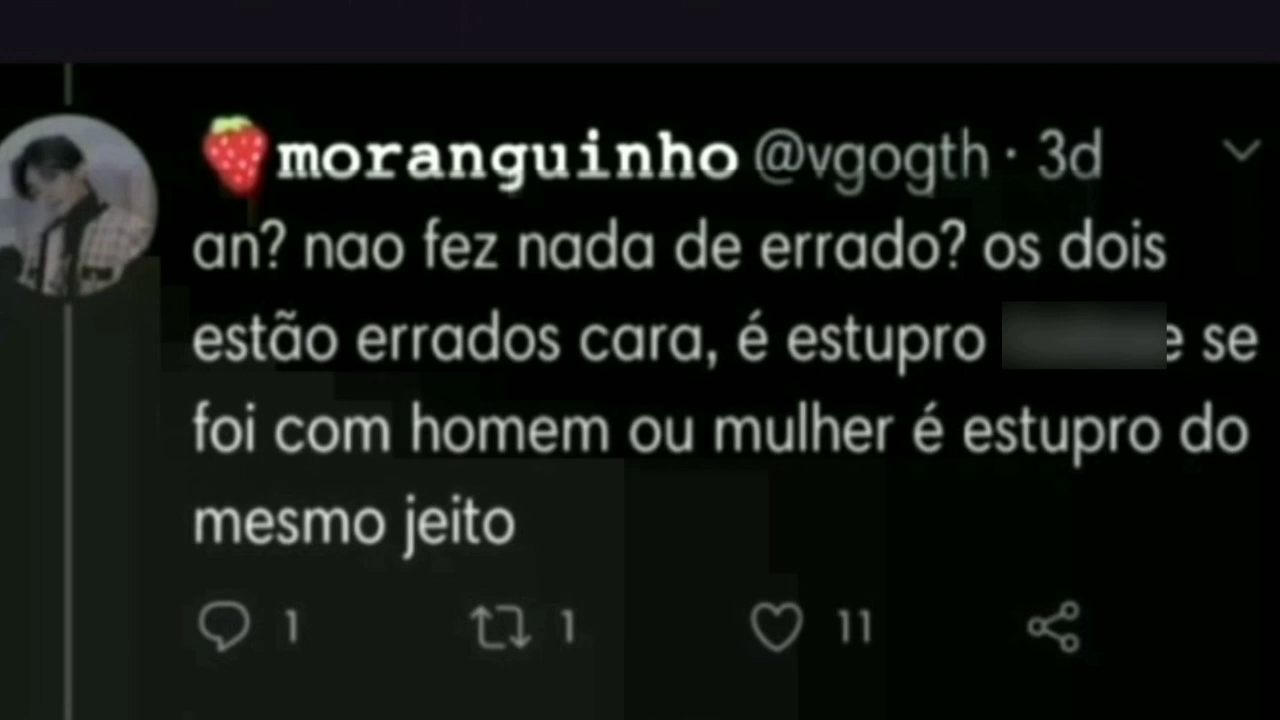 moranguinho @vgogth · 3d
an? nao fez nada de errado? os dois
estão errados cara, é estupro e se
foi com homem ou mulher é estupro do
mesmo jeito
1 1 11